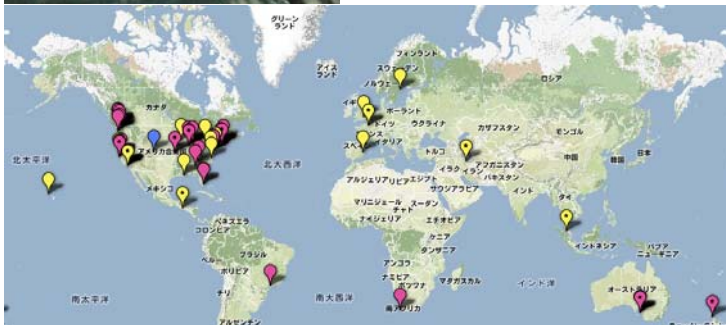 グリーン
ランド
アイス
ランド
フィンランド
スウェーデン
ノルウェー
ロシア
カナダ
イギ
ポーランド
ドイツ
ウクライナ
カザフスタン
モンゴル
スペ
イタリア
トルコ
北太平洋
アメリカ合衆国
北大西洋
イラク
イラン
アフガニスタン
パキスタン
中国
韓国
日本
メキシコ
アルジェリア
リビア
エジプト
サウジアラビア
インド
マリ
ニジェール
チャド
スーダン
タイ
ベネズエラ
コロンビア
ナイジェリア
エチオピア
ケニア
タンザニア
インドネシア
パプア
ニューギニア
ペルー
ブラジル
ボリビア
アンゴラ
ナミビア
ボツワナ
マダガスカル
インド洋
オーストラリア
南太平洋
チリ
南大西洋
南アフリカ
アルゼンチン